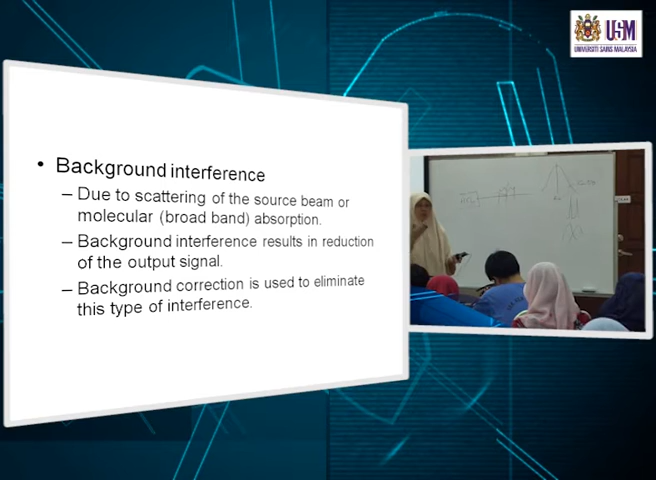 USM
UNIVERSITI SAINS MALAYSIA
• Background interference
– Due to scattering of the source beam or
molecular (broad band) absorption.
– Background interference results in reduction
of the output signal.
– Background correction is used to eliminate
this type of interference.